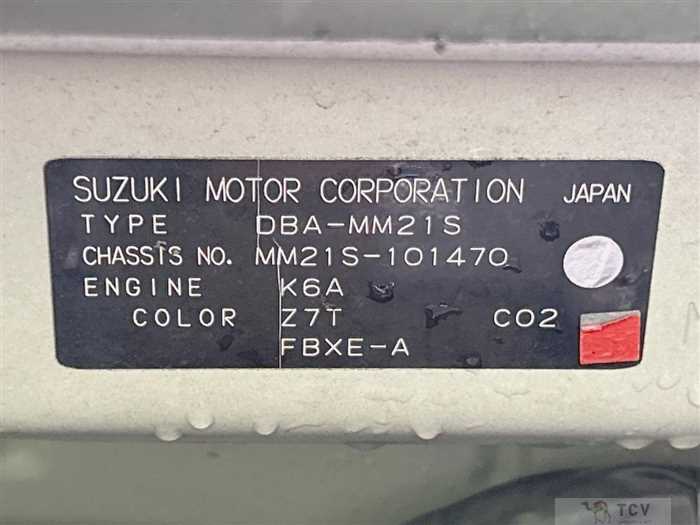 SUZUKI MOTOR CORPORATION JAPAN
TYPE DBA-MM21S
CHASSIS NO. MM21S-101470
ENGINE K6A
COLOR Z7T CO2
FBXE-A
TCV